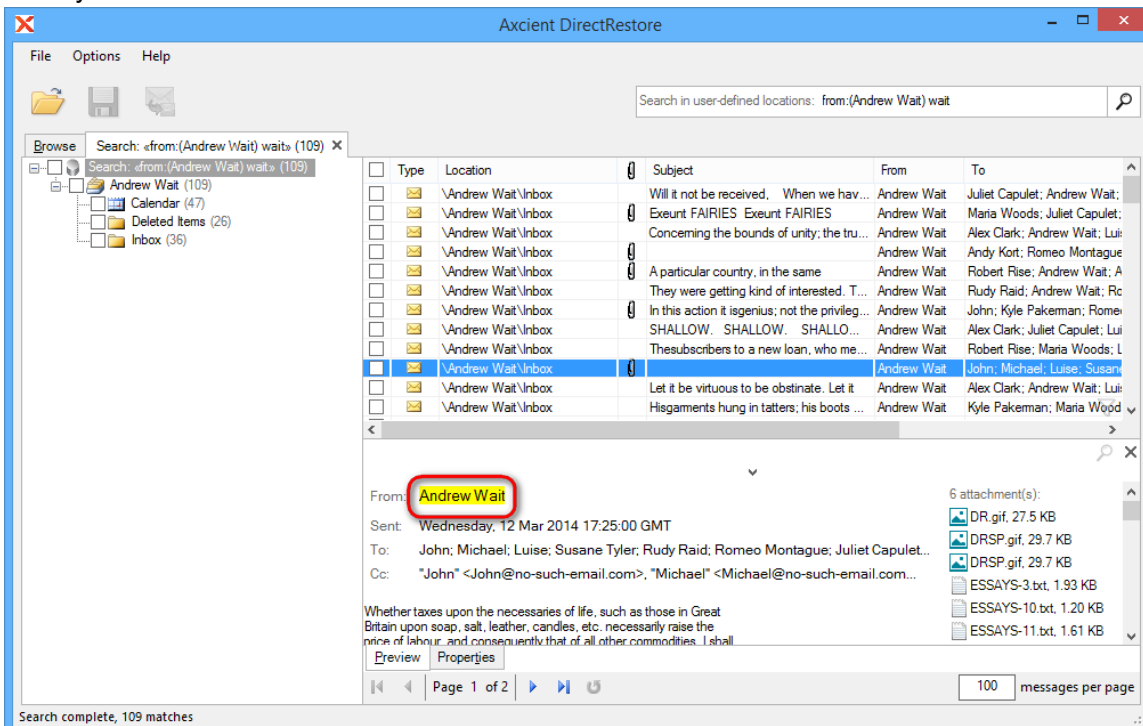 Axcient DirectRestore
File Options Help
Search in user-defined locations: from:(Andrew Wait) wait
Browse Search: «from:(Andrew Wait) wait» (109)
Search: «from:(Andrew Wait) wait» (109)
Andrew Wait (109)
Calendar (47)
Deleted Items (26)
Inbox (36)
Type Location Subject From To
\Andrew Wait\Inbox Will it not be received, When we hav... Andrew Wait Juliet Capulet; Andrew Wait;
\Andrew Wait\Inbox Exeunt FAIRIES Exeunt FAIRIES Andrew Wait Maria Woods; Juliet Capulet;
\Andrew Wait\Inbox Concerning the bounds of unity; the tru... Andrew Wait Alex Clark; Andrew Wait; Luis
\Andrew Wait\Inbox Andrew Wait Andy Kort; Romeo Montague
\Andrew Wait\Inbox A particular country, in the same Andrew Wait Robert Rise; Andrew Wait; A
\Andrew Wait\Inbox They were getting kind of interested. T... Andrew Wait Rudy Raid; Andrew Wait; Ro
\Andrew Wait\Inbox In this action it isgenius; not the privileg... Andrew Wait John; Kyle Pakerman; Rome
\Andrew Wait\Inbox SHALLOW. SHALLOW. SHALLO... Andrew Wait Alex Clark; Juliet Capulet; Lui
\Andrew Wait\Inbox Thesubscribers to a new loan, who me... Andrew Wait Robert Rise; Maria Woods; L
\Andrew Wait\Inbox Andrew Wait John; Michael; Luise; Susane
\Andrew Wait\Inbox Let it be virtuous to be obstinate. Let it Andrew Wait Alex Clark; Andrew Wait; Luis
\Andrew Wait\Inbox Hisgarments hung in tatters; his boots ... Andrew Wait Kyle Pakerman; Maria Wood
From: Andrew Wait
Sent: Wednesday, 12 Mar 2014 17:25:00 GMT
To: John; Michael; Luise; Susane Tyler; Rudy Raid; Romeo Montague; Juliet Capulet...
Cc: "John" <John@no-such-email.com>, "Michael" <Michael@no-such-email.com...
6 attachment(s):
DR.gif, 27.5 KB
DRSP.gif, 29.7 KB
DRSP.gif, 29.7 KB
ESSAYS-3.txt, 1.93 KB
ESSAYS-10.txt, 1.20 KB
ESSAYS-11.txt, 1.61 KB
Whether taxes upon the necessaries of life, such as those in Great
Britain upon soap, salt, leather, candles, etc. necessarily raise the
price of labour, and consequently that of all other commodities, I shall
Preview Properties
Page 1 of 2 100 messages per page
Search complete, 109 matches